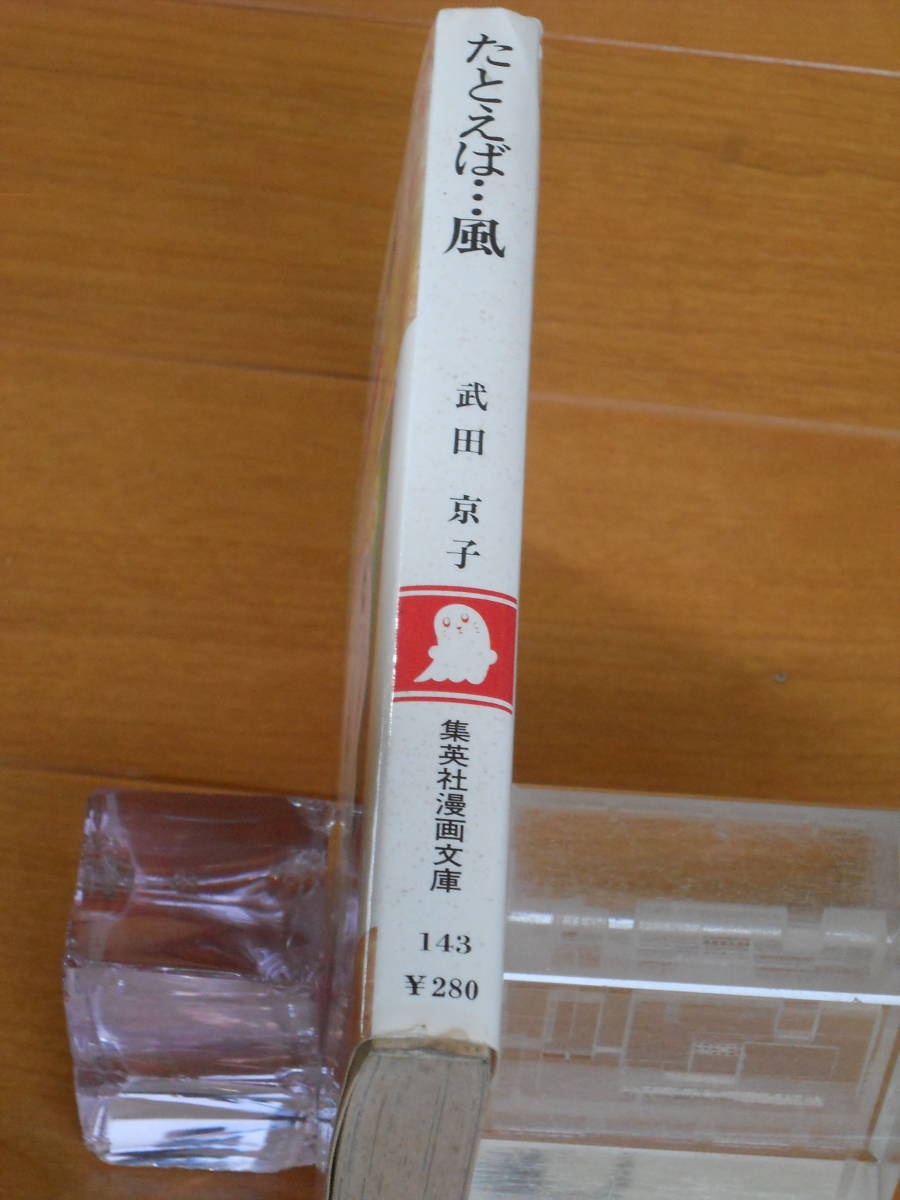 たとえば…風
武田京子
集英社漫画文庫
143
¥280